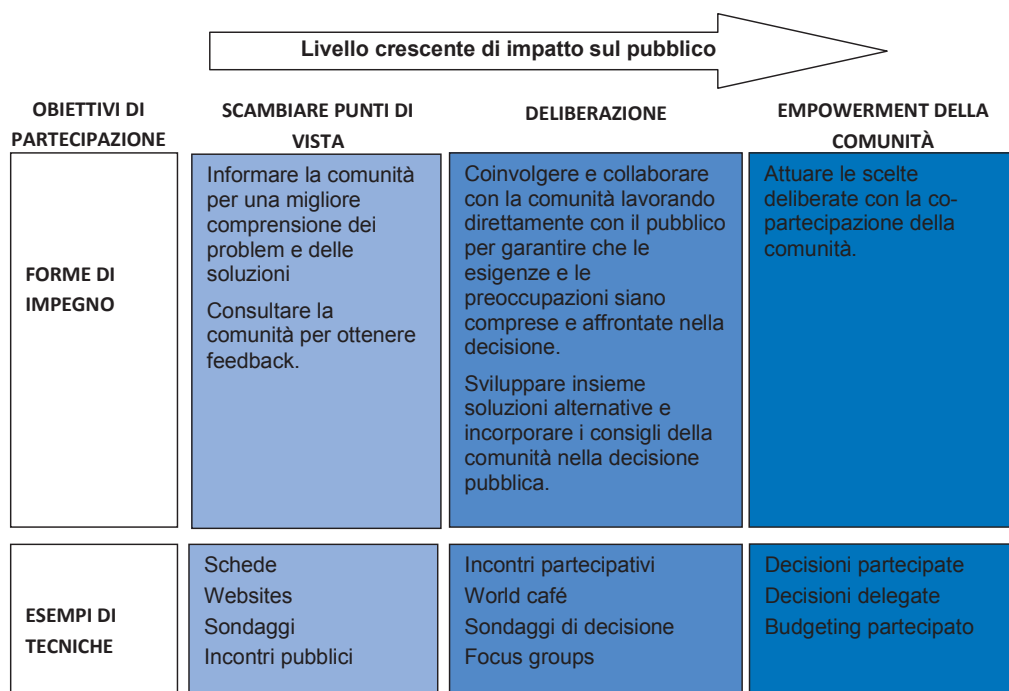 Livello crescente di impatto sul pubblico
OBIETTIVI DI
PARTECIPAZIONE
SCAMBIARE PUNTI DI
VISTA
DELIBERAZIONE
EMPOWERMENT DELLA
COMUNITÀ
FORME DI
IMPEGNO
Informare la comunità
per una migliore
comprensione dei
problem e delle
soluzioni
Consultare la
comunità per ottenere
feedback.
Coinvolgere e collaborare
con la comunità lavorando
direttamente con il pubblico
per garantire che le
esigenze e le
preoccupazioni siano
comprese e affrontate nella
decisione.
Sviluppare insieme
soluzioni alternative e
incorporare i consigli della
comunità nella decisione
pubblica.
Attuare le scelte
deliberate con la co-
partecipazione della
comunità.
ESEMPI DI
TECNICHE
Schede
Websites
Sondaggi
Incontri pubblici
Incontri partecipativi
World café
Sondaggi di decisione
Focus groups
Decisioni partecipate
Decisioni delegate
Budgeting partecipato